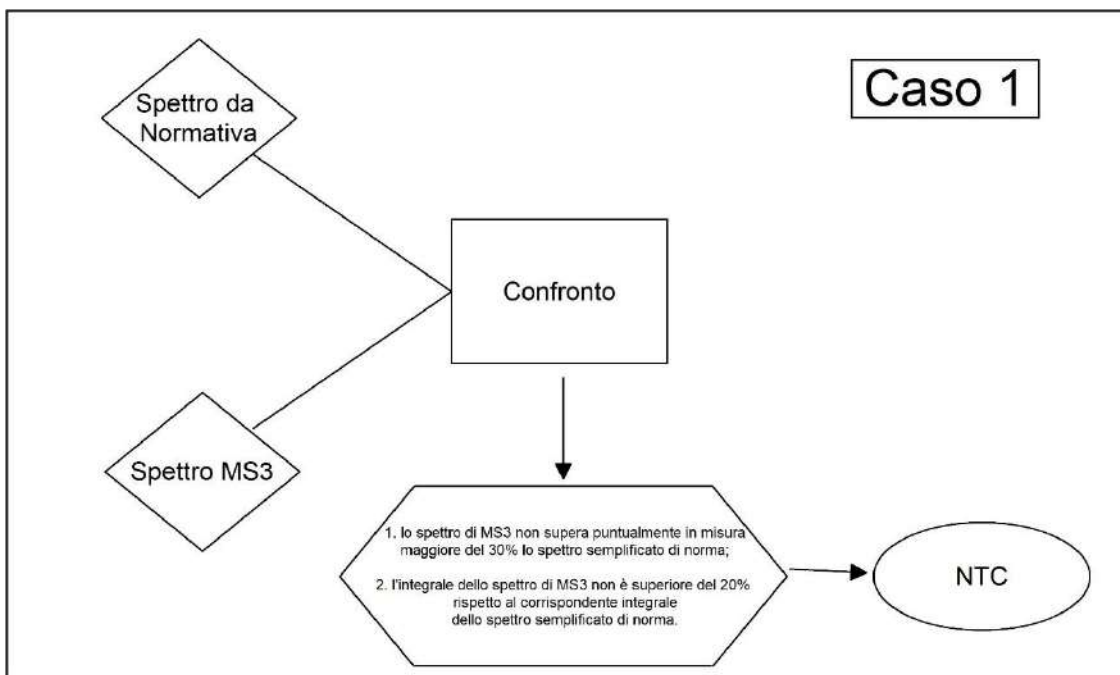 Caso 1
Spettro da
Normativa
Confronto
Spettro MS3
1. lo spettro di MS3 non supera puntualmente in misura
maggiore del 30% lo spettro semplificato di norma;
2. l'integrale dello spettro di MS3 non è superiore del 20%
rispetto al corrispondente integrale
dello spettro semplificato di norma.
NTC